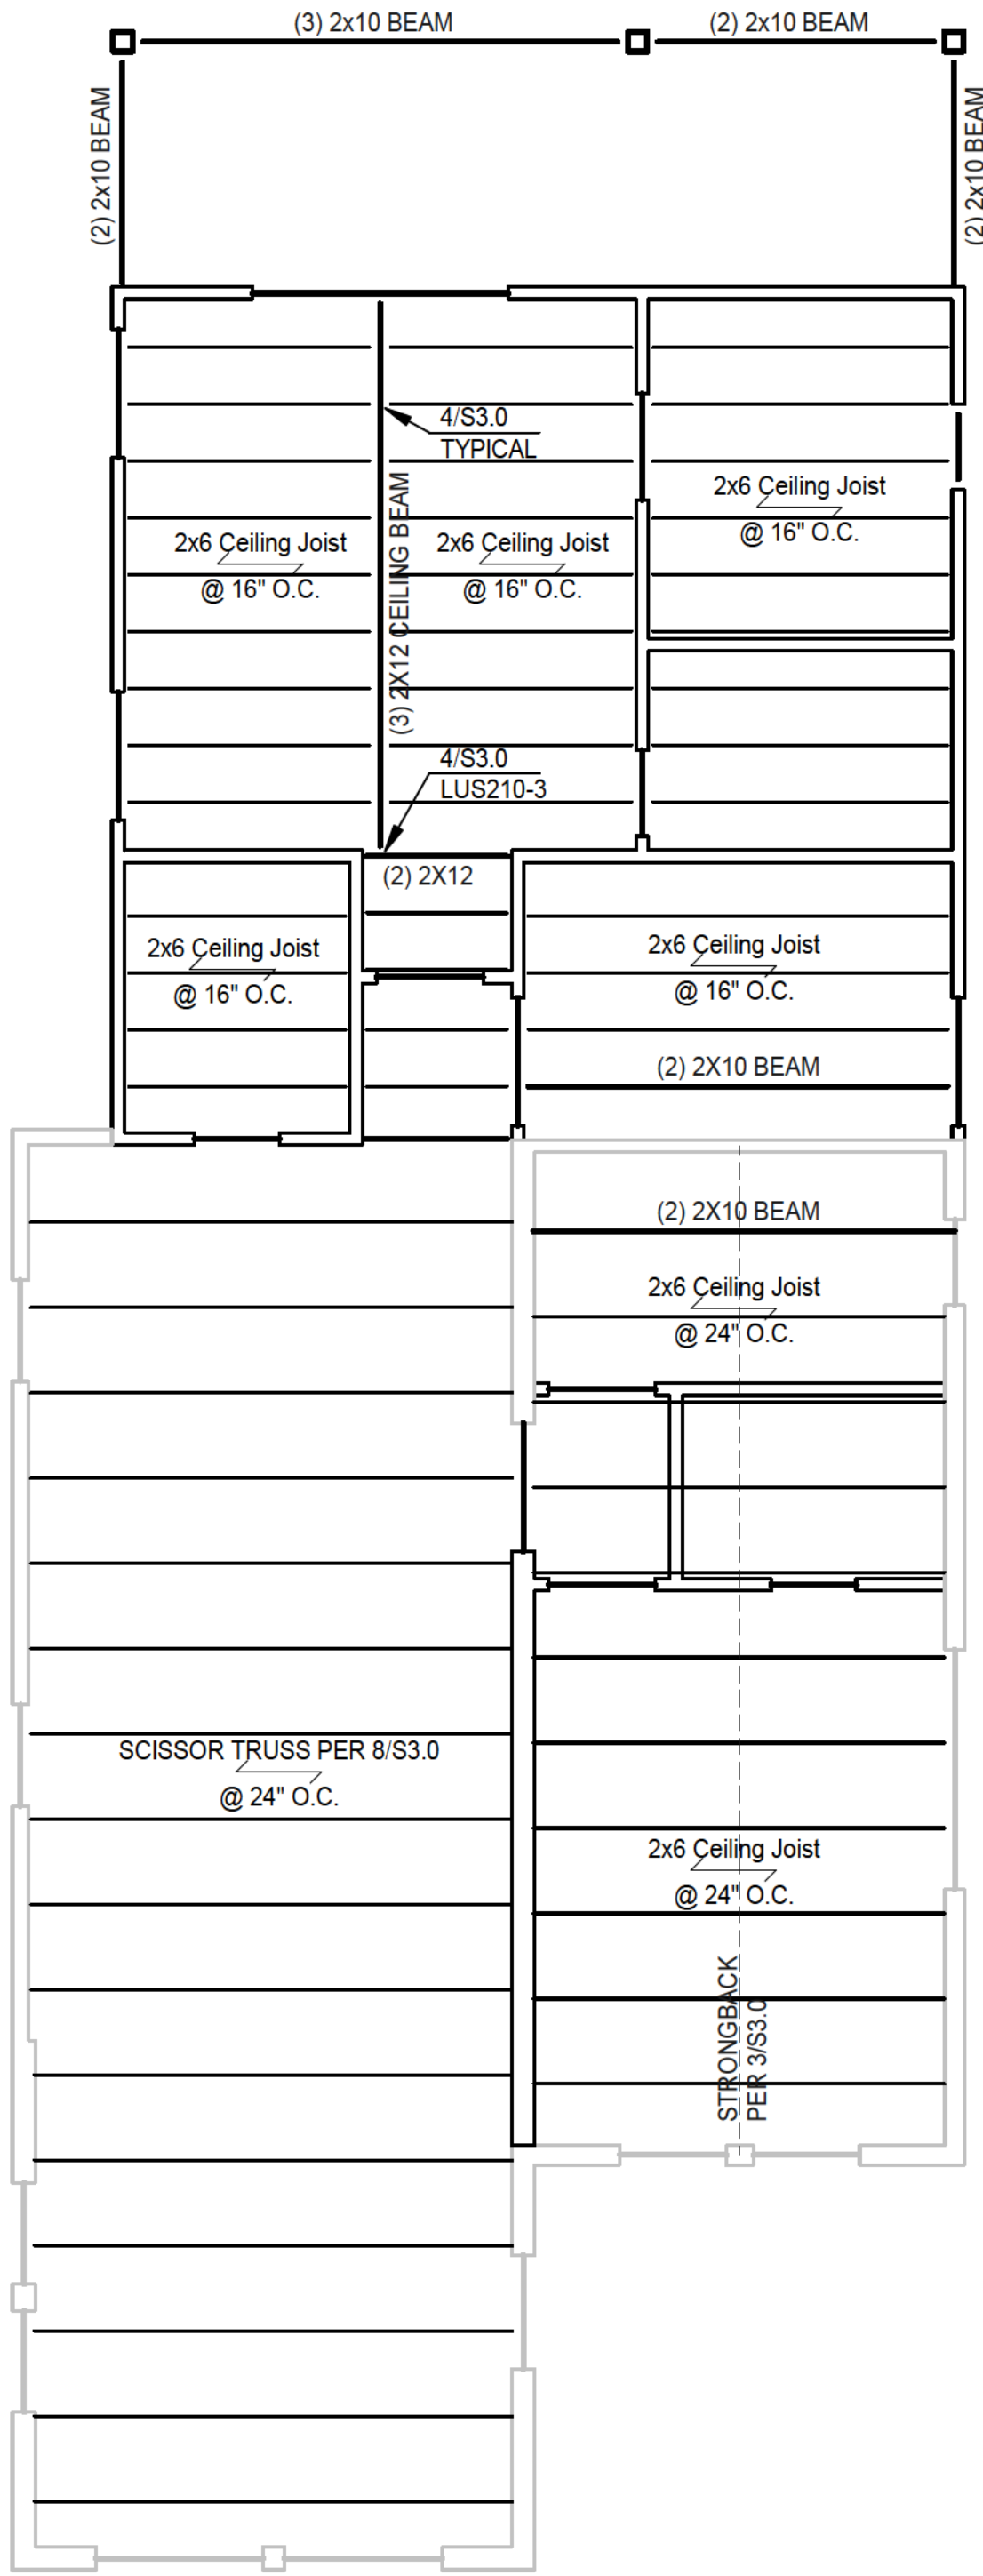 (3) 2x10 BEAM
(2) 2x10 BEAM
(2) 2x10 BEAM
(2) 2x10 BEAM
4/S3.0
TYPICAL
(3) 2X12 CEILING BEAM
2x6 Ceiling Joist
@ 16" O.C.
2x6 Ceiling Joist
@ 16" O.C.
2x6 Ceiling Joist
@ 16" O.C.
4/S3.0
LUS210-3
(2) 2X12
2x6 Ceiling Joist
@ 16" O.C.
2x6 Ceiling Joist
@ 16" O.C.
(2) 2X10 BEAM
(2) 2X10 BEAM
2x6 Ceiling Joist
@ 24" O.C.
SCISSOR TRUSS PER 8/S3.0
@ 24" O.C.
2x6 Ceiling Joist
@ 24" O.C.
STRONGBACK
PER 3/S3.0